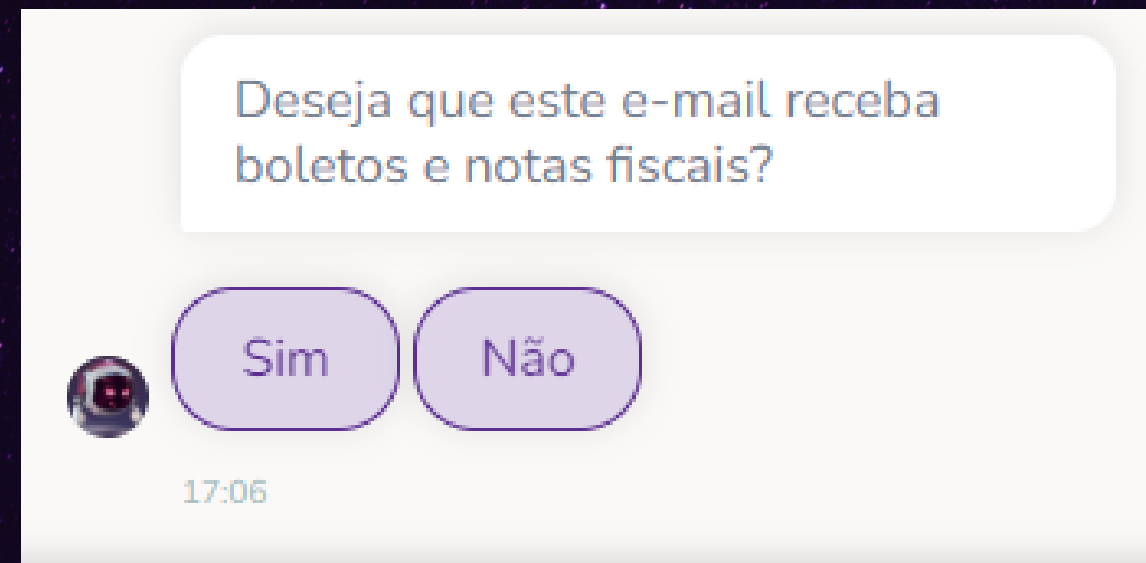 Deseja que este e-mail receba
boletos e notas fiscais?
Sim Não
17:06